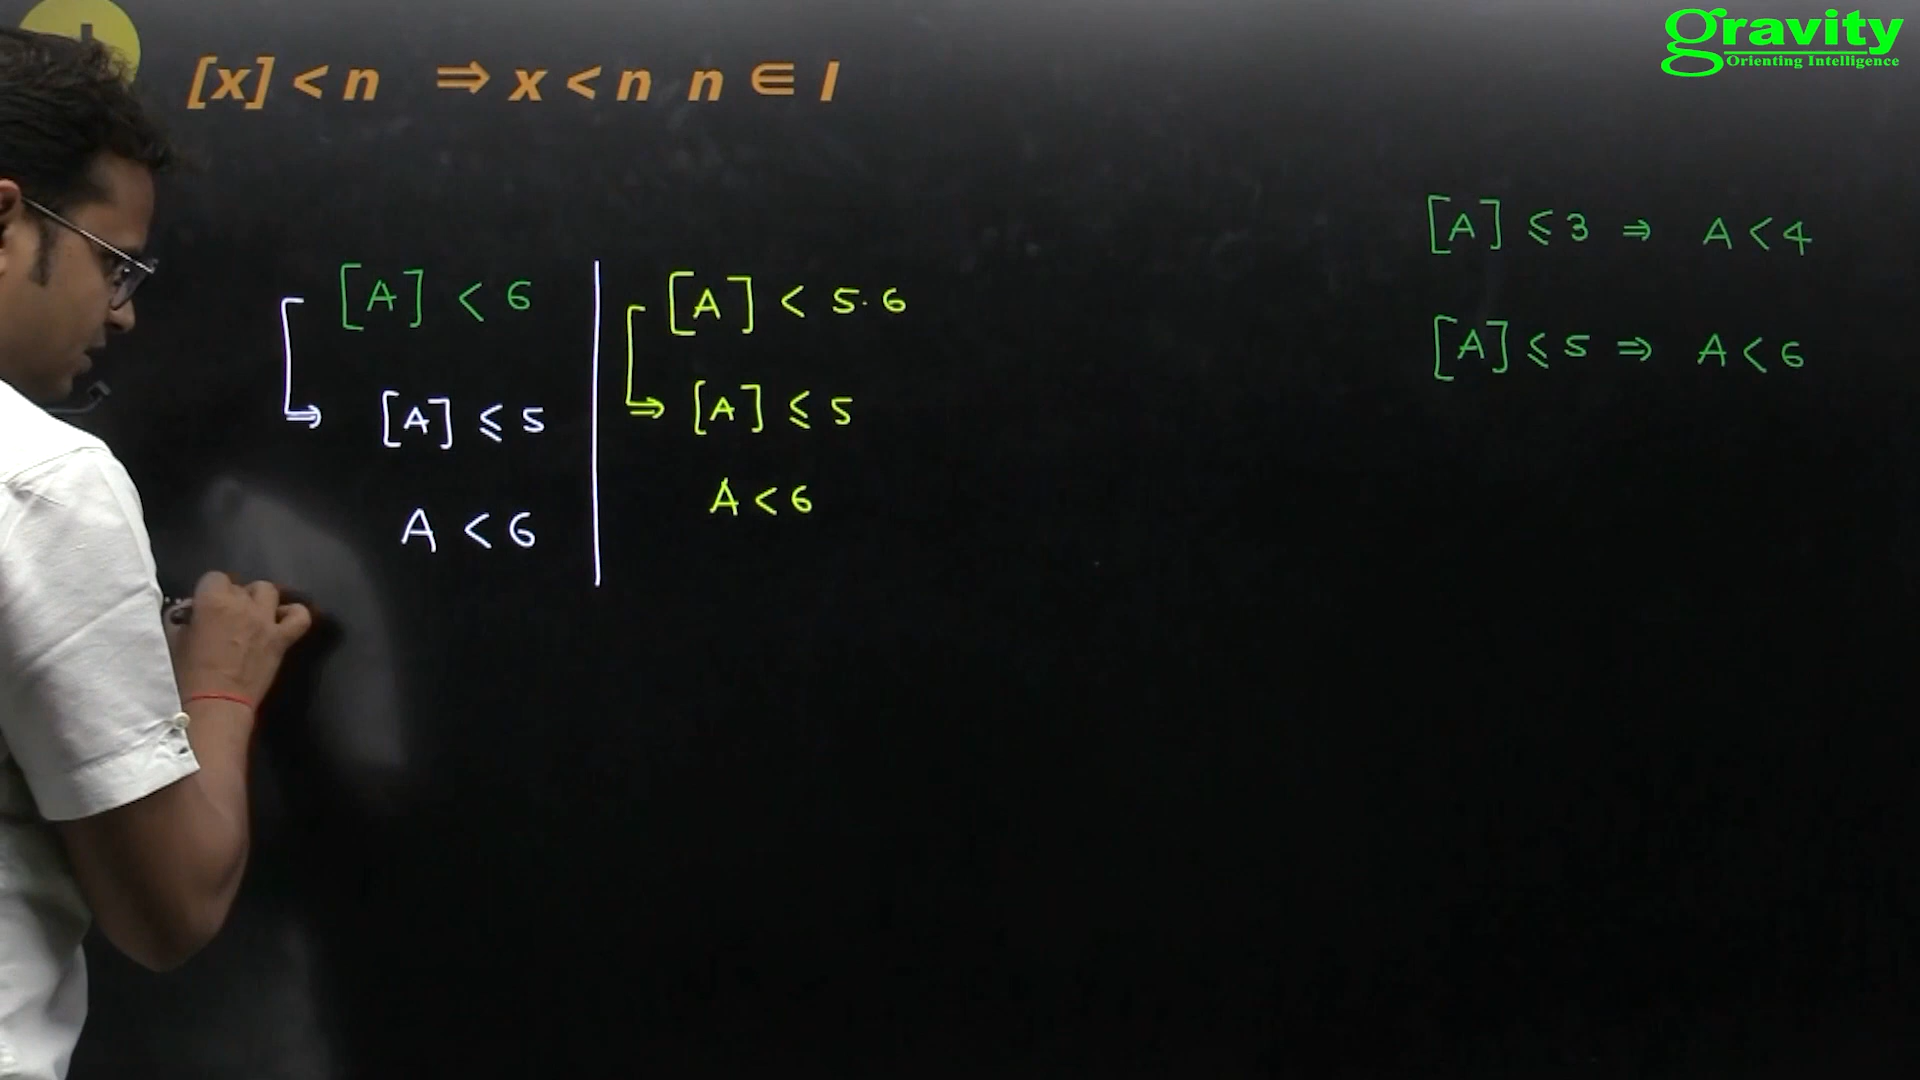 gravity
Orienting Intelligence
[x] < n ⇒ x < n n ∈ I
[A] < 6
⇒ [A] ⩽ 5
A < 6
[A] < 5.6
⇒ [A] ⩽ 5
A < 6
[A] ⩽ 3 ⇒ A < 4
[A] ⩽ 5 ⇒ A < 6